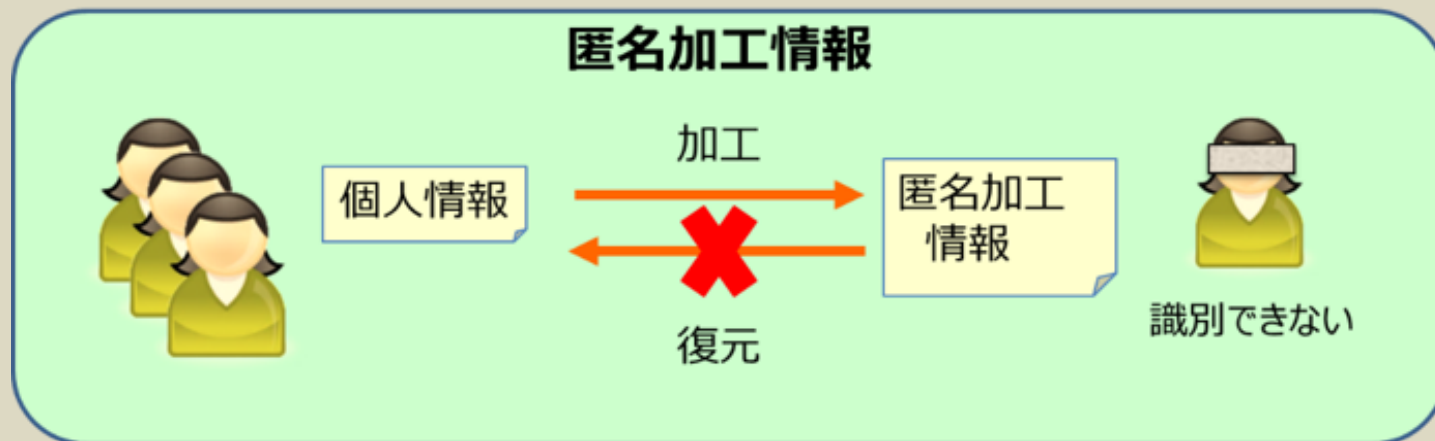 匿名加工情報
加工
個人情報
匿名加工
情報
復元
識別できない